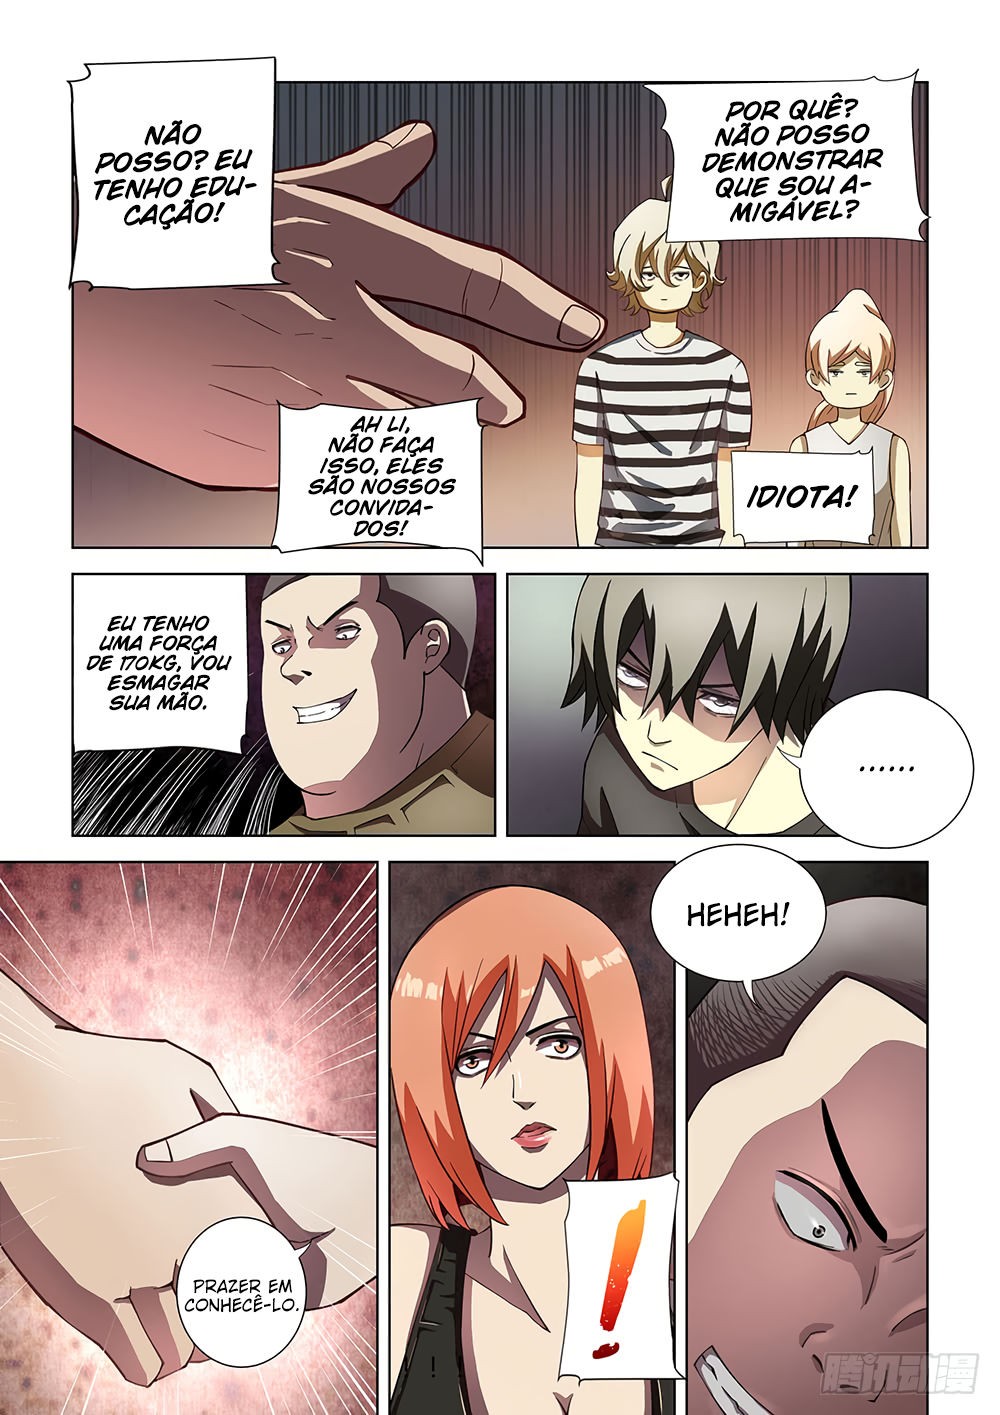 NÃO
POSSO? EU
TENHO EDU-
CAÇÃO!
POR QUÊ?
NÃO POSSO
DEMONSTRAR
QUE SOU A-
MIGÁVEL?
AH LI,
NÃO FAÇA
ISSO, ELES
SÃO NOSSOS
CONVIDA-
DOS!
IDIOTA!
EU TENHO
UMA FORÇA
DE 170KG, VOU
ESMAGAR
SUA MÃO.
......
HEHEH!
PRAZER EM
CONHECÊ-LO.
!
腾讯动漫